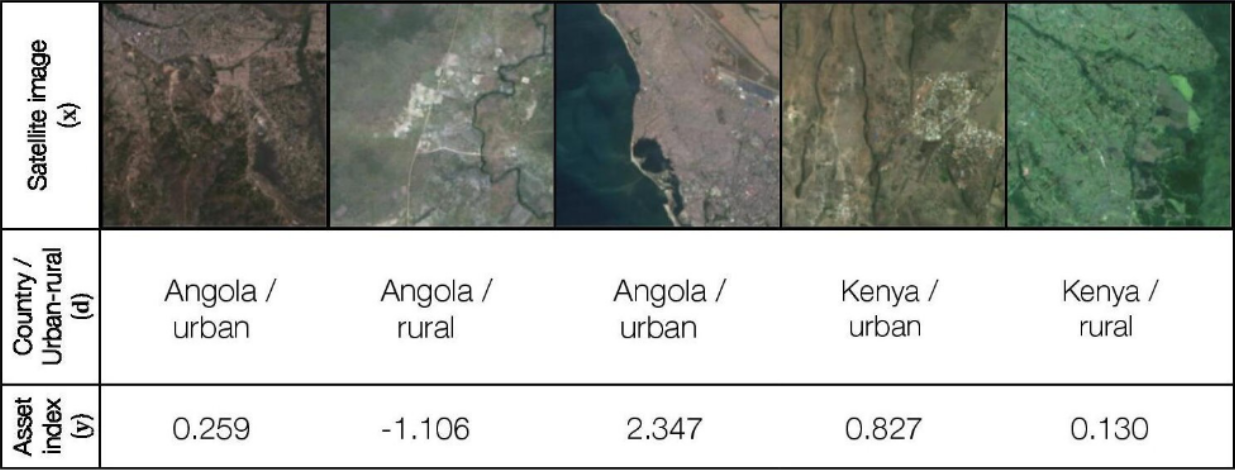 Satellite image
(x)
Country /
Urban-rural
(d)
Angola /
urban
Angola /
rural
Angola /
urban
Kenya /
urban
Kenya /
rural
Asset
index
(y)
0.259
-1.106
2.347
0.827
0.130